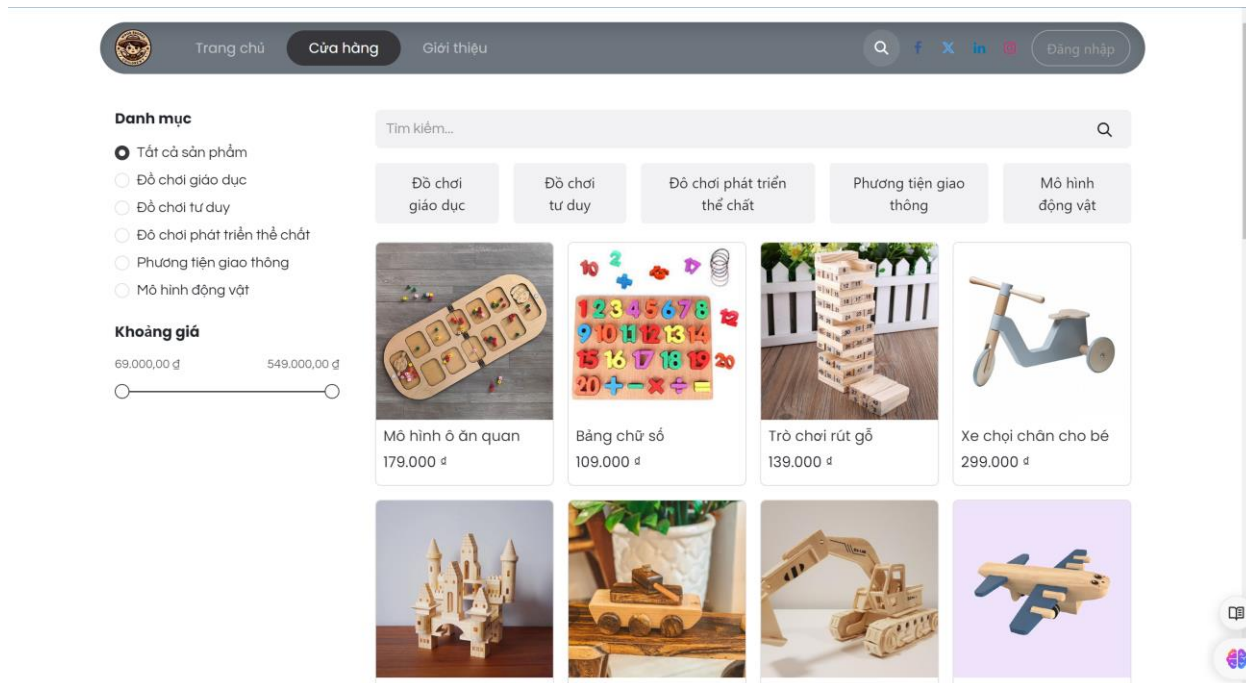 Trang chủ
Cửa hàng
Giới thiệu
Đăng nhập
Danh mục
Tất cả sản phẩm
Đồ chơi giáo dục
Đồ chơi tư duy
Đô chơi phát triển thể chất
Phương tiện giao thông
Mô hình động vật
Khoảng giá
69.000,00 ₫
549.000,00 ₫
Tìm kiếm...
Đồ chơi
giáo dục
Đồ chơi
tư duy
Đô chơi phát triển
thể chất
Phương tiện giao
thông
Mô hình
động vật
Mô hình ô ăn quan
179.000 ₫
Bảng chữ số
109.000 ₫
Trò chơi rút gỗ
139.000 ₫
Xe chọi chân cho bé
299.000 ₫